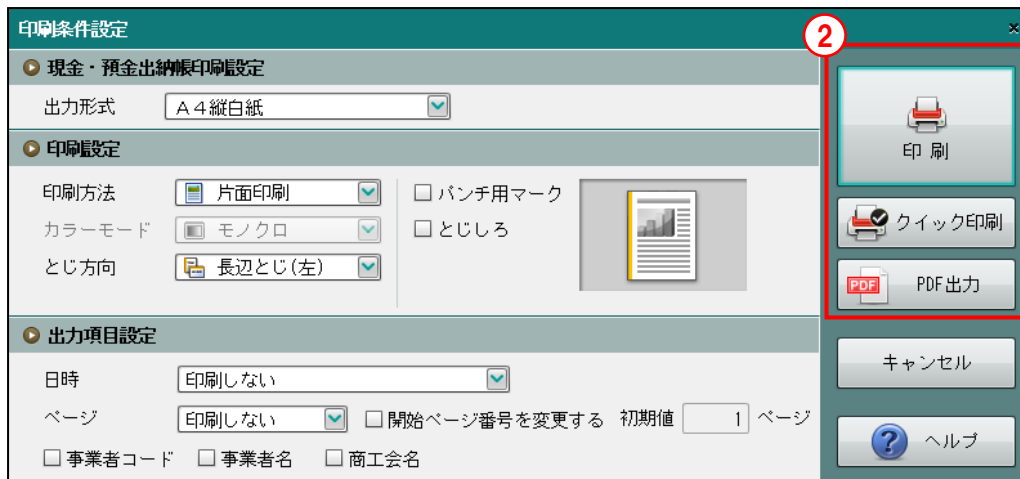 印刷条件設定
②
×
現金・預金出納帳印刷設定
出力形式 A4縦白紙
印刷設定
印刷方法 片面印刷 パンチ用マーク
カラーモード モノクロ とじしろ
とじ方向 長辺とじ(左)
出力項目設定
日時 印刷しない
ページ 印刷しない 開始ページ番号を変更する 初期値 1 ページ
事業者コード 事業者名 商工会名
印刷
クイック印刷
PDF PDF出力
キャンセル
? ヘルプ